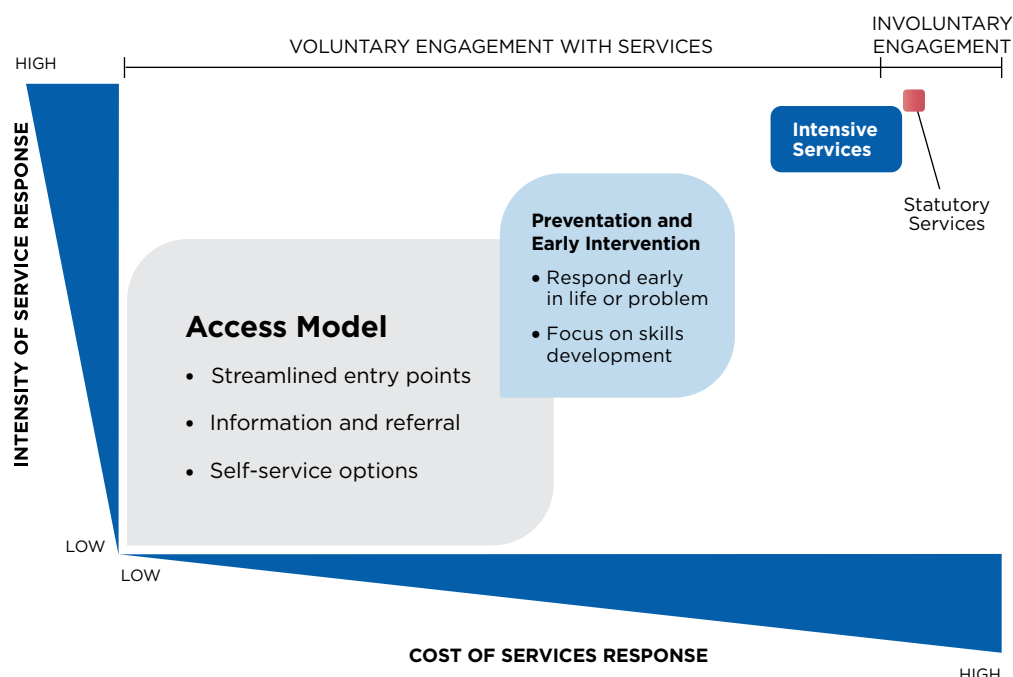 INVOLUNTARY
ENGAGEMENT
VOLUNTARY ENGAGEMENT WITH SERVICES
HIGH
INTENSITY OF SERVICE RESPONSE
Intensive
Services
Statutory
Services
Preventation and
Early Intervention
• Respond early
in life or problem
• Focus on skills
development
Access Model
• Streamlined entry points
• Information and referral
• Self-service options
LOW
LOW
COST OF SERVICES RESPONSE
HIGH